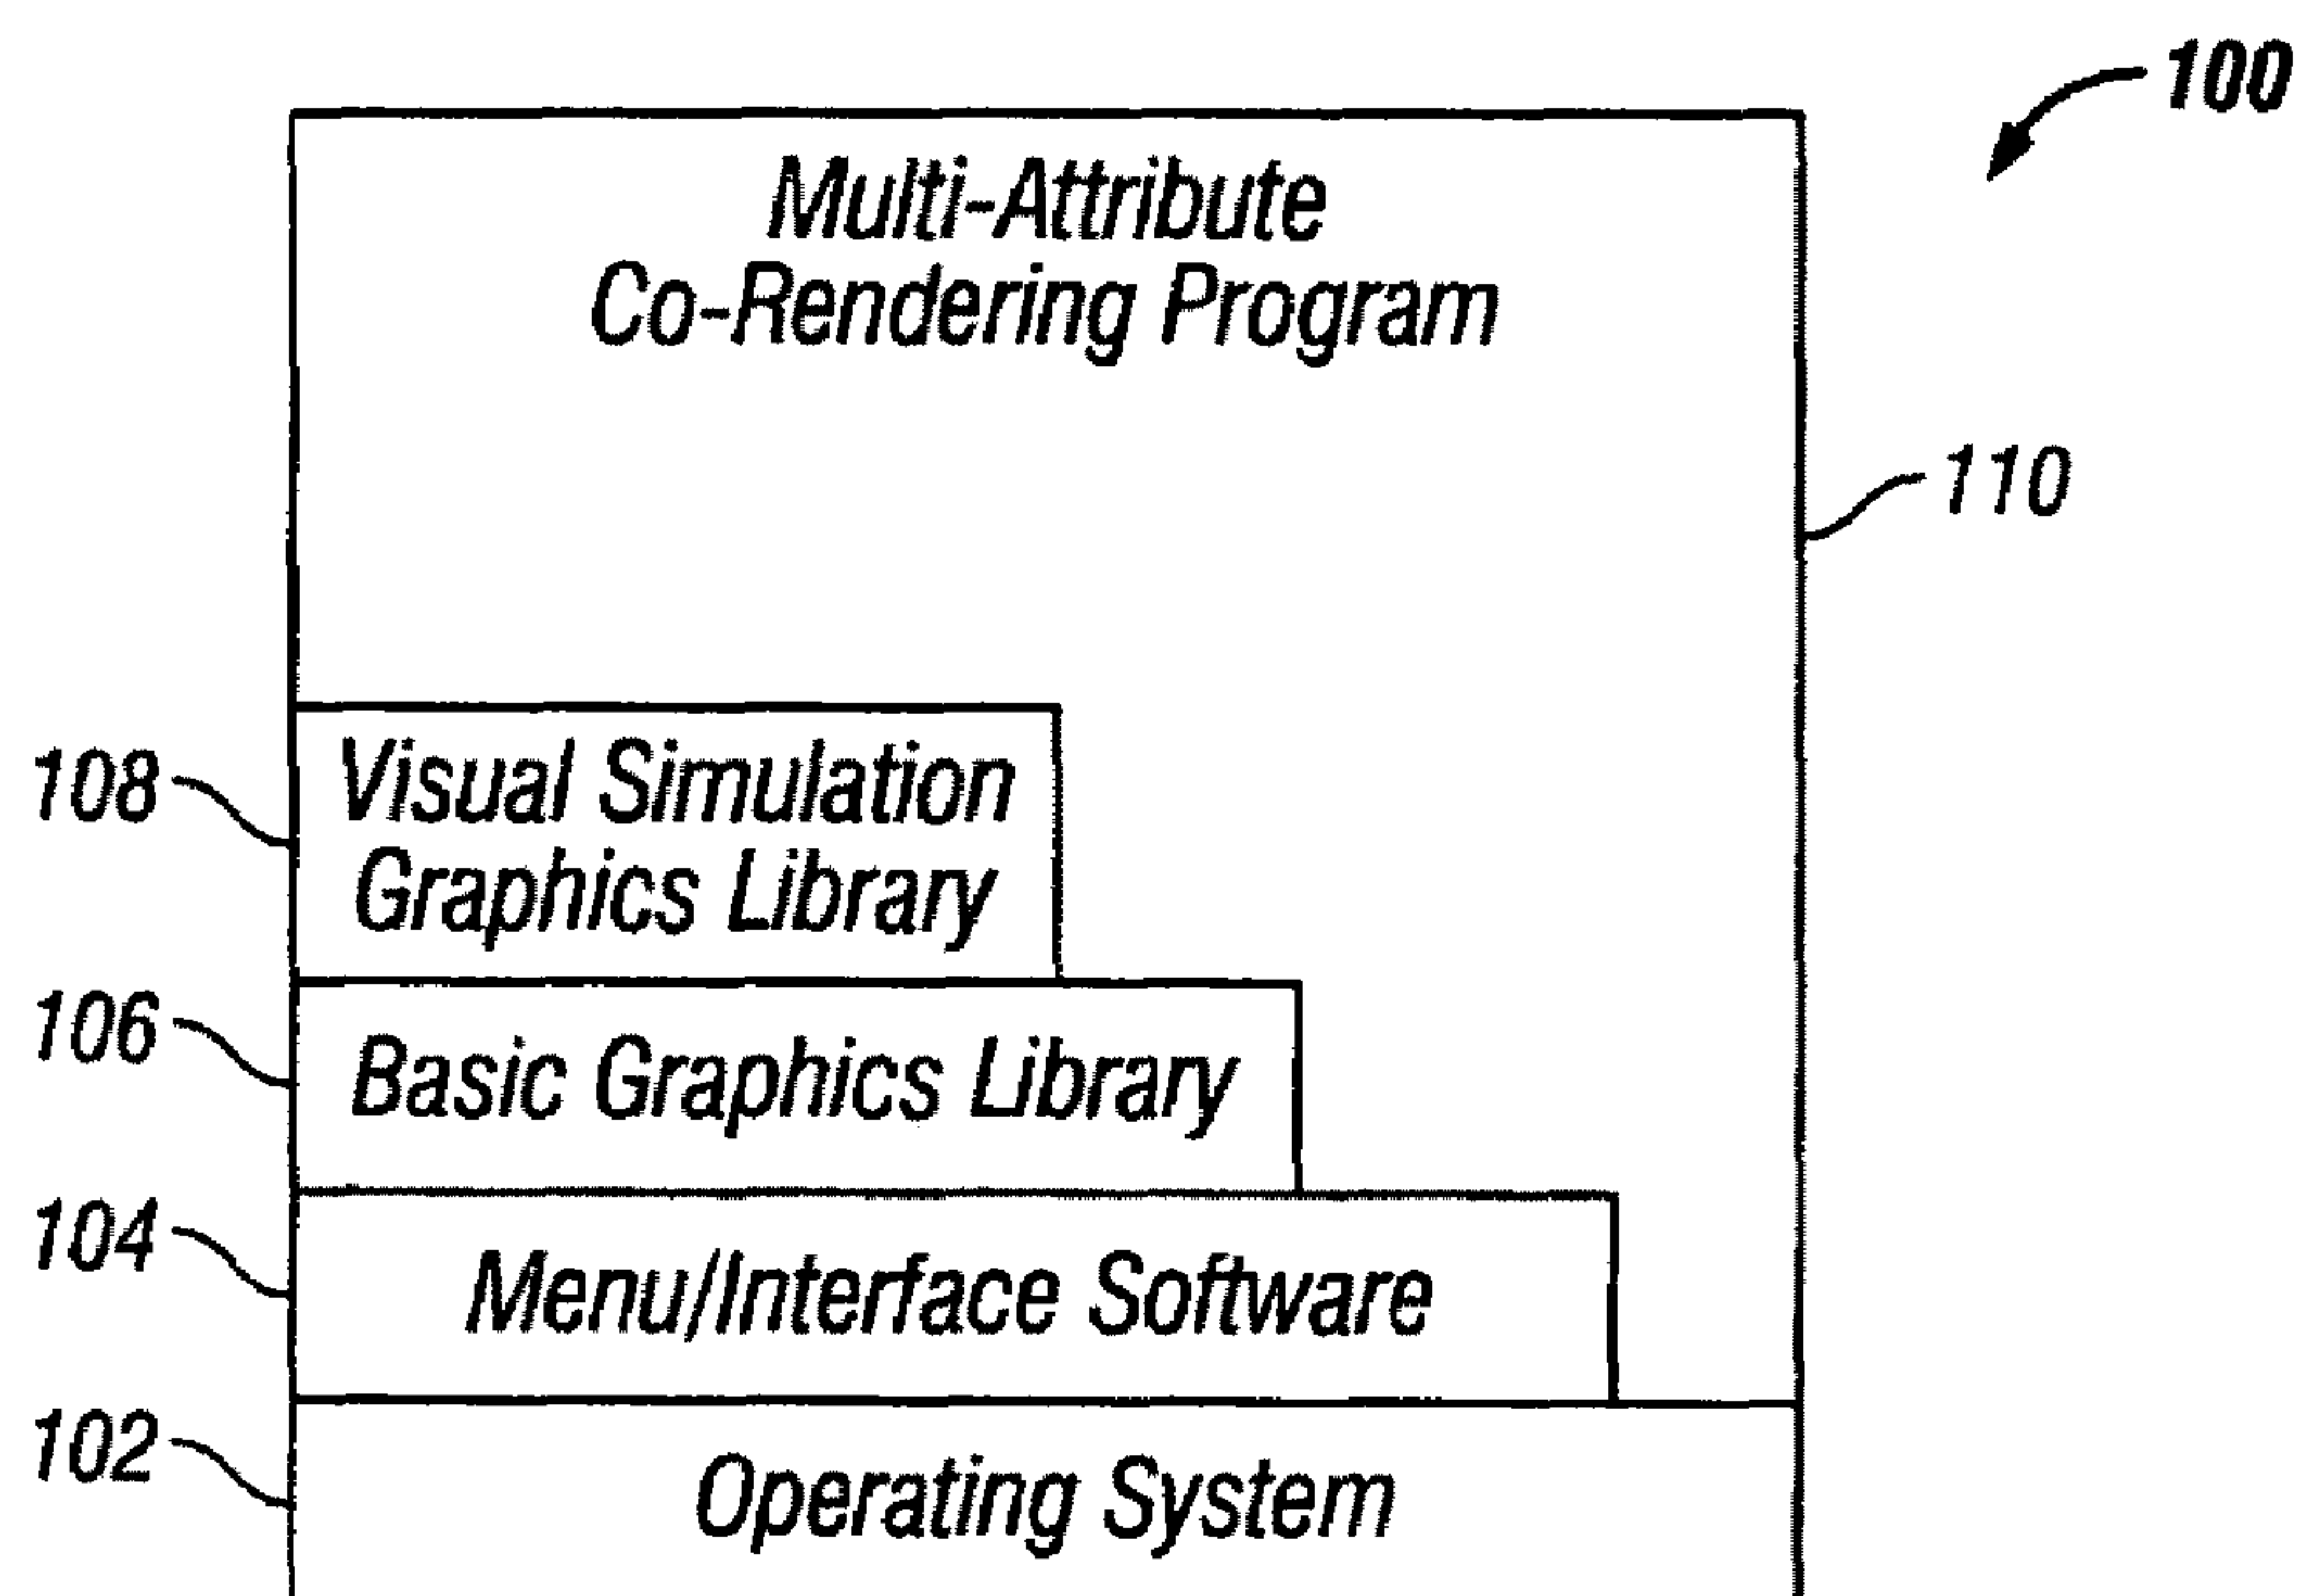 100
Multi-Attribute
Co-Rendering Program
110
108
Visual Simulation
Graphics Library
106
Basic Graphics Library
104
Menu/Interface Software
102
Operating System